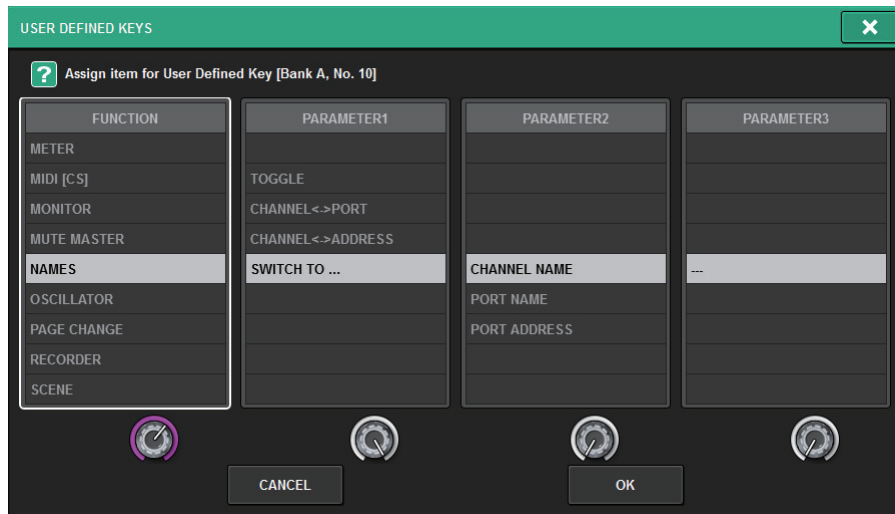 USER DEFINED KEYS
? Assign item for User Defined Key [Bank A, No. 10]
FUNCTION PARAMETER1 PARAMETER2 PARAMETER3
METER
MIDI [CS] TOGGLE
MONITOR CHANNEL<->PORT
MUTE MASTER CHANNEL<->ADDRESS
NAMES SWITCH TO ... CHANNEL NAME ---
OSCILLATOR PORT NAME
PAGE CHANGE PORT ADDRESS
RECORDER
SCENE
CANCEL OK